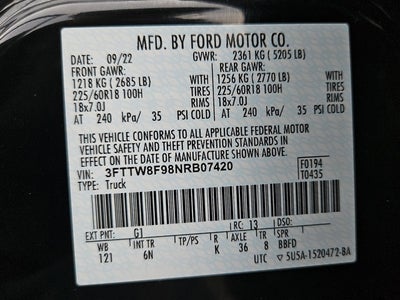 MFD. BY FORD MOTOR CO.
09/22 GVWR: 2361 KG ( 5205 LB)
FRONT GAWR: REAR GAWR:
1218 KG ( 2685 LB) WITH 1256 KG ( 2770 LB) WITH
225/60R18 100H TIRES 225/60R18 100H TIRES
18x7.0J RIMS 18x7.0J RIMS
AT 240 kPa/ 35 PSI COLD AT 240 kPa/ 35 PSI COLD
THIS VEHICLE CONFORMS TO ALL APPLICABLE FEDERAL MOTOR
VEHICLE SAFETY AND THEFT PREVENTION STANDARDS IN EFFECT ON THE
DATE OF MANUFACTURE SHOWN ABOVE.
VIN: 3FTTW8F98NRB07420 F0194
TYPE: Truck T0435
EXT PNT: G1 RC: 13 DSO:
WB INT TR TP/PS R AXLE TR SPR
121 6N K 36 8 BBFD
UTC 5U5A-1520472-BA